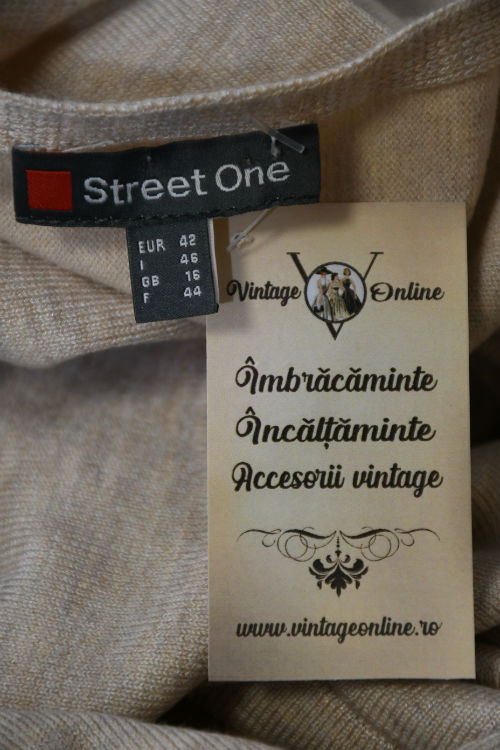 Street One
EUR 42
I 46
GB 16
F 44
Vintage Online
Îmbrăcăminte
Încălțăminte
Accesorii vintage
www.vintageonline.ro